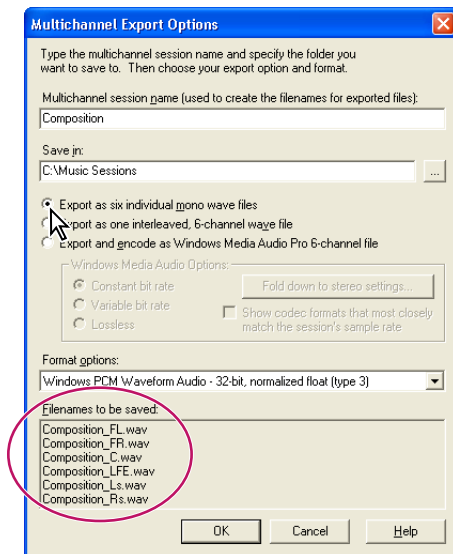 Multichannel Export Options
Type the multichannel session name and specify the folder you
want to save to. Then choose your export option and format.
Multichannel session name (used to create the filenames for exported files):
Composition
Save in:
C:\Music Sessions
...
Export as six individual mono wave files
Export as one interleaved, 6-channel wave file
Export and encode as Windows Media Audio Pro 6-channel file
Windows Media Audio Options:
Constant bit rate
Fold down to stereo settings...
Variable bit rate
Show codec formats that most closely
Lossless
match the session's sample rate
Format options:
Windows PCM Waveform Audio - 32-bit, normalized float (type 3)
Filenames to be saved:
Composition_FL.wav
Composition_FR.wav
Composition_C.wav
Composition_LFE.wav
Composition_Ls.wav
Composition_Rs.wav
OK
Cancel
Help